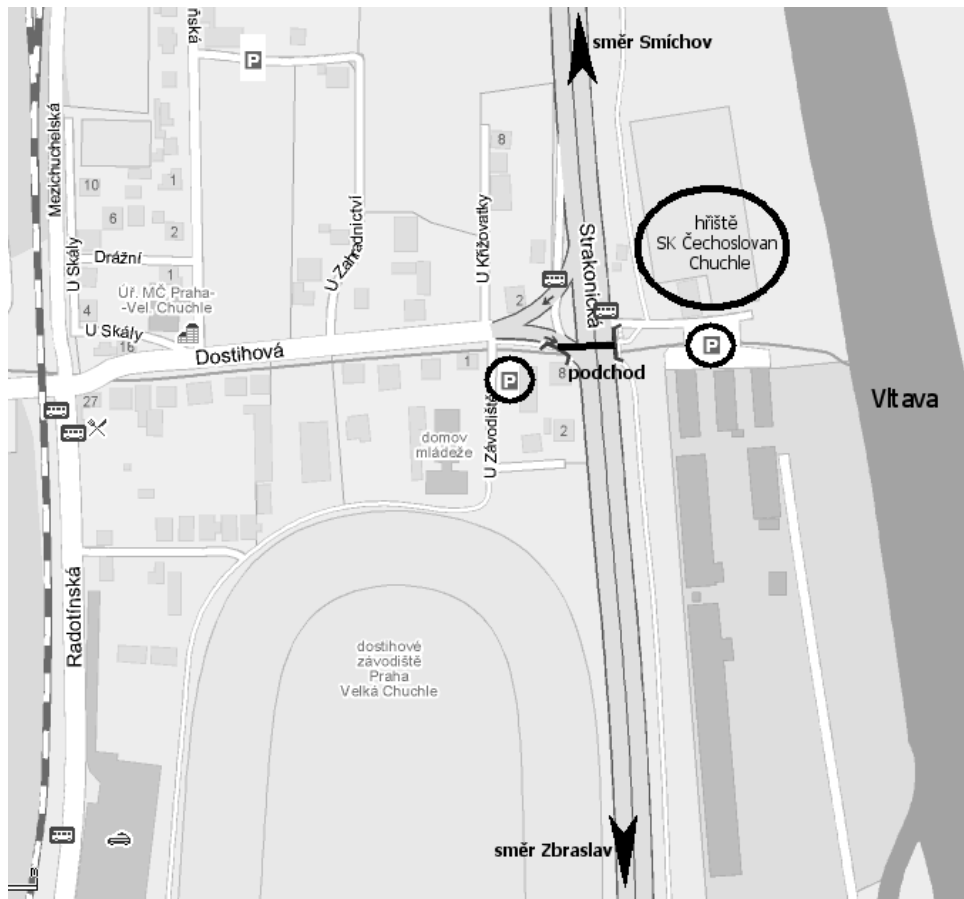 směr Smíchov
ňská
P
Mezichuchelská
8
10
1
6
2
hřiště
SK Čechoslovan
Chuchle
U Skály
Drážní
U Zahradnictví
U Křižovatky
Strakonická
1
Úř. MČ Praha-
-Vel. Chuchle
2
4
U Skály
16
Dostihová
P
podchod
1
P
8
27
Vltava
domov
mládeže
U Závodiště
2
Radotínská
dostihové
závodiště
Praha
Velká Chuchle
směr Zbraslav